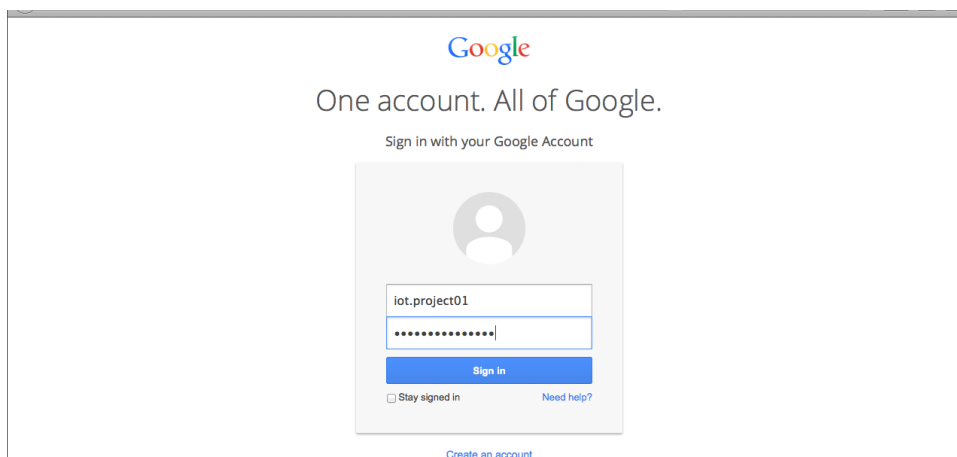 Google
One account. All of Google.
Sign in with your Google Account
iot.project01
•••••••••••••••
Sign in
Stay signed in Need help?
Create an account